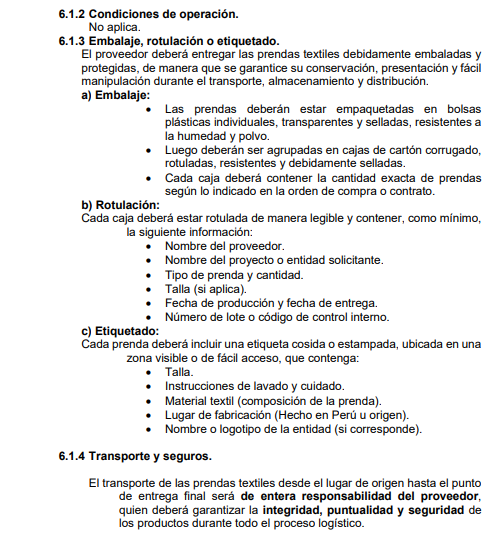 6.1.2 Condiciones de operación.
No aplica.
6.1.3 Embalaje, rotulación o etiquetado.
El proveedor deberá entregar las prendas textiles debidamente embaladas y
protegidas, de manera que se garantice su conservación, presentación y fácil
manipulación durante el transporte, almacenamiento y distribución.
a) Embalaje:
• Las prendas deberán estar empaquetadas en bolsas
plásticas individuales, transparentes y selladas, resistentes a
la humedad y polvo.
• Luego deberán ser agrupadas en cajas de cartón corrugado,
rotuladas, resistentes y debidamente selladas.
• Cada caja deberá contener la cantidad exacta de prendas
según lo indicado en la orden de compra o contrato.
b) Rotulación:
Cada caja deberá estar rotulada de manera legible y contener, como mínimo,
la siguiente información:
• Nombre del proveedor.
• Nombre del proyecto o entidad solicitante.
• Tipo de prenda y cantidad.
• Talla (si aplica).
• Fecha de producción y fecha de entrega.
• Número de lote o código de control interno.
c) Etiquetado:
Cada prenda deberá incluir una etiqueta cosida o estampada, ubicada en una
zona visible o de fácil acceso, que contenga:
• Talla.
• Instrucciones de lavado y cuidado.
• Material textil (composición de la prenda).
• Lugar de fabricación (Hecho en Perú u origen).
• Nombre o logotipo de la entidad (si corresponde).
6.1.4 Transporte y seguros.
El transporte de las prendas textiles desde el lugar de origen hasta el punto
de entrega final será de entera responsabilidad del proveedor,
quien deberá garantizar la integridad, puntualidad y seguridad de
los productos durante todo el proceso logístico.